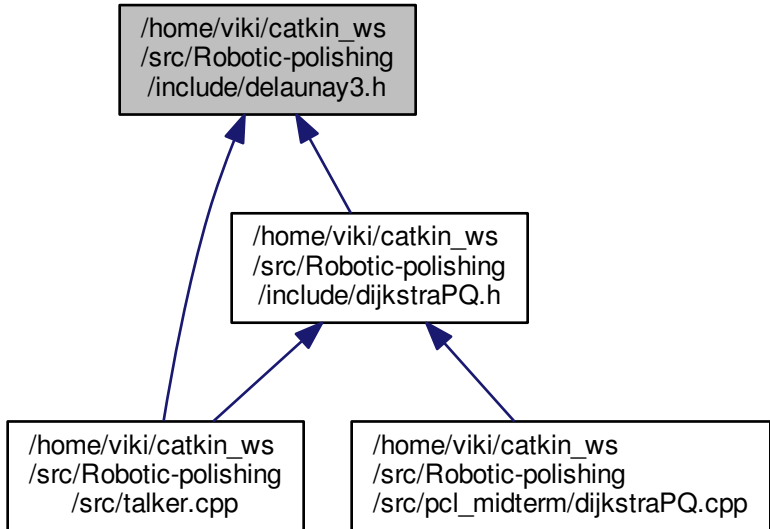 /home/viki/catkin_ws
/src/Robotic-polishing
/include/delaunay3.h
/home/viki/catkin_ws
/src/Robotic-polishing
/include/dijkstraPQ.h
/home/viki/catkin_ws
/src/Robotic-polishing
/src/talker.cpp
/home/viki/catkin_ws
/src/Robotic-polishing
/src/pcl_midterm/dijkstraPQ.cpp